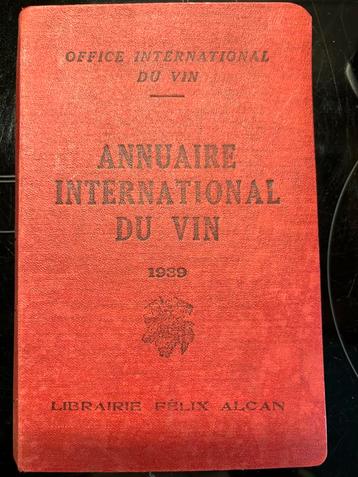 OFFICE INTERNATIONAL
DU VIN
ANNUAIRE
INTERNATIONAL
DU VIN
1939
LIBRAIRIE FÉLIX ALCAN